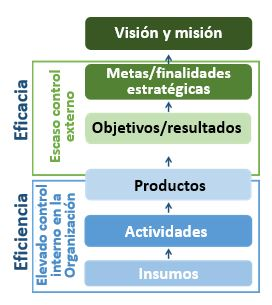 Visión y misión
Eficacia
Escaso control
externo
Metas/finalidades
estratégicas
Objetivos/resultados
Eficiencia
Elevado control
interno en la
Organización
Productos
Actividades
Insumos